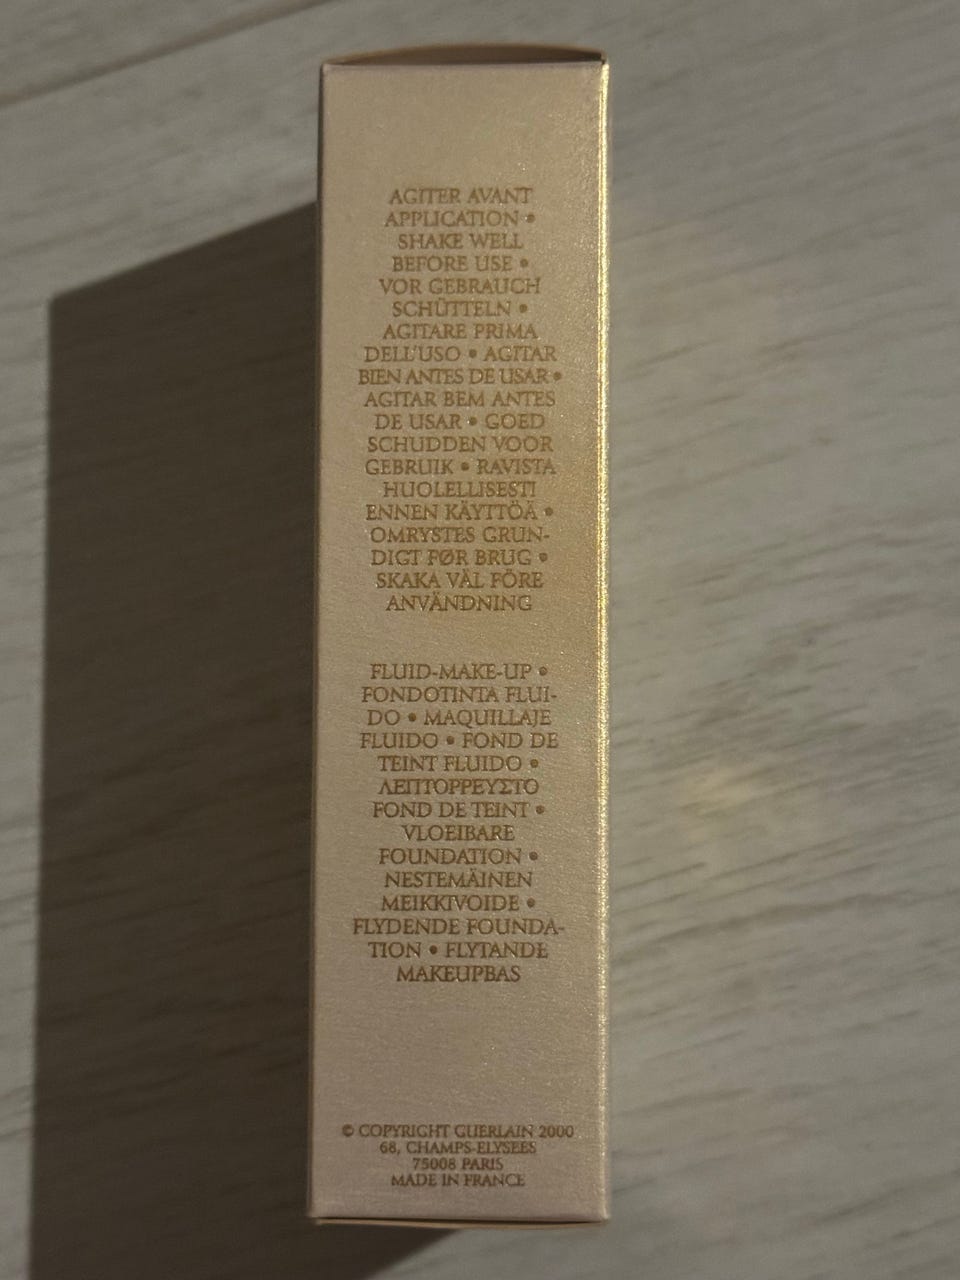 AGITER AVANT
APPLICATION •
SHAKE WELL
BEFORE USE •
VOR GEBRAUCH
SCHÜTTELN •
AGITARE PRIMA
DELL'USO • AGITAR
BIEN ANTES DE USAR •
AGITAR BEM ANTES
DE USAR • GOED
SCHUDDEN VOOR
GEBRUIK • RAVISTA
HUOLELLISESTI
ENNEN KÄYTTÖÄ •
OMRYSTES GRUN-
DIGT FØR BRUG •
SKAKA VÄL FÖRE
ANVÄNDNING
FLUID-MAKE-UP •
FONDOTINTA FLUI-
DO • MAQUILLAJE
FLUIDO • FOND DE
TEINT FLUIDO •
ΛΕΠΤΟΡΡΕΥΣΤΟ
FOND DE TEINT •
VLOEIBARE
FOUNDATION •
NESTEMÄINEN
MEIKKIVOIDE •
FLYDENDE FOUNDA-
TION • FLYTANDE
MAKEUPBAS
© COPYRIGHT GUERLAIN 2000
68, CHAMPS-ELYSEES
75008 PARIS
MADE IN FRANCE